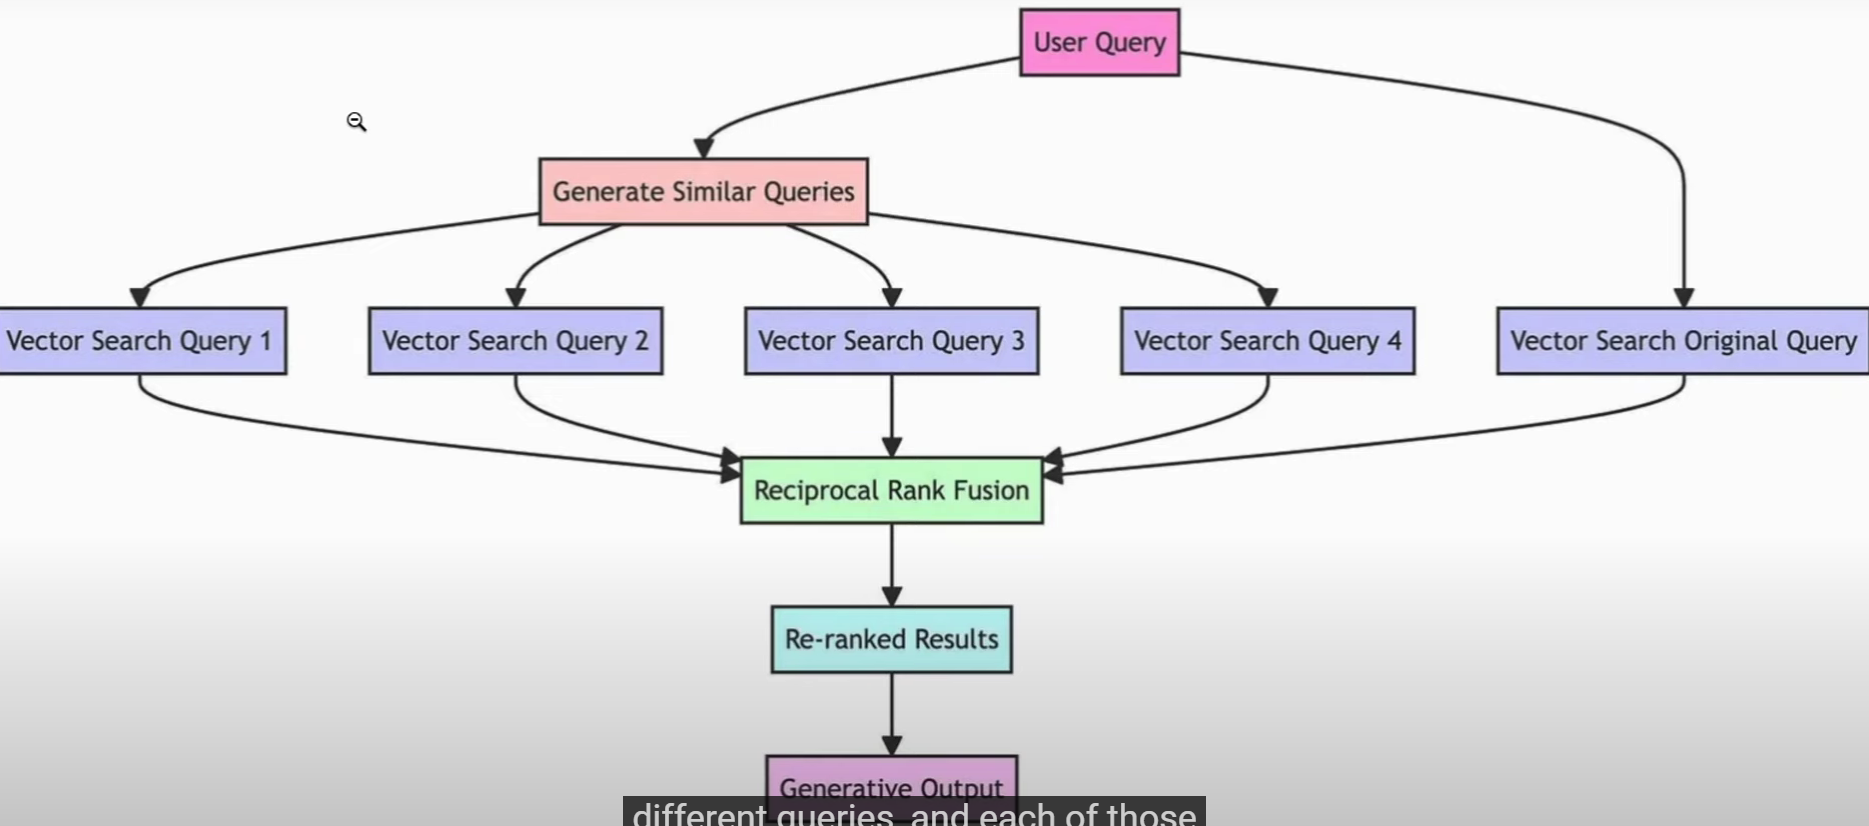 User Query
Generate Similar Queries
Vector Search Query 1
Vector Search Query 2
Vector Search Query 3
Vector Search Query 4
Vector Search Original Query
Reciprocal Rank Fusion
Re-ranked Results
Generative Output
different queries, and each of those